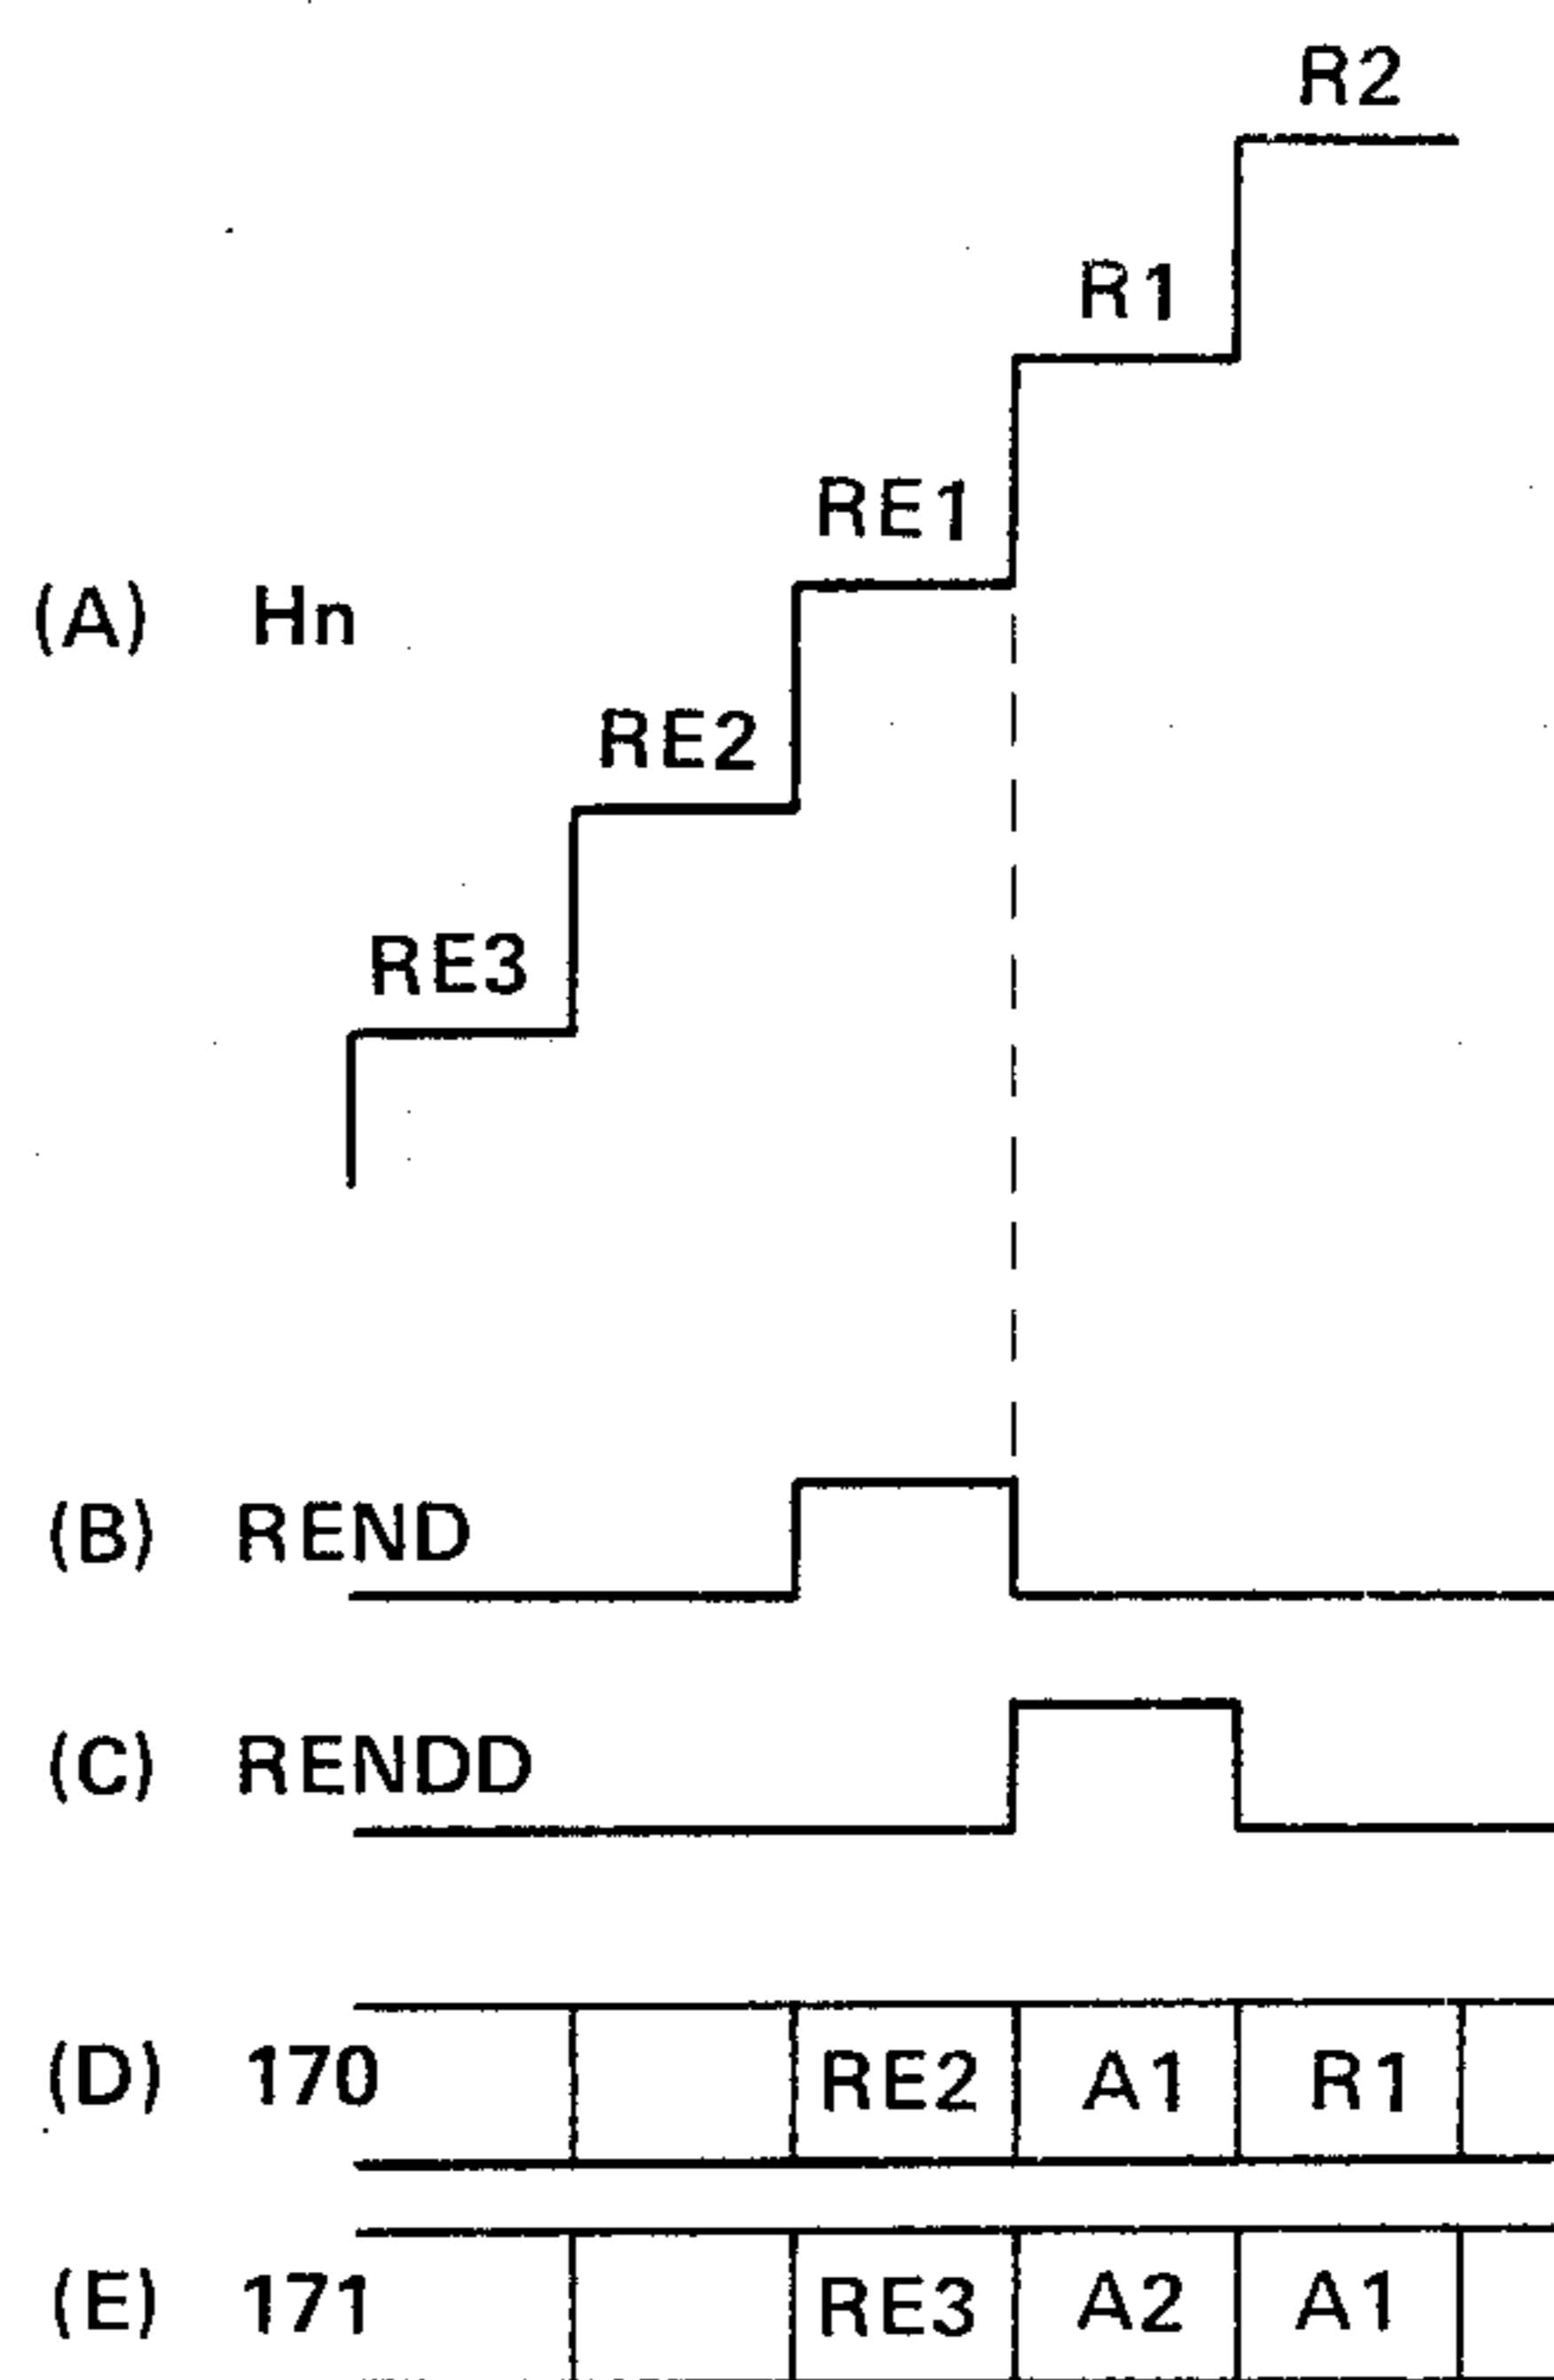 R2
R1
RE1
(A) Hn
RE2
RE3
(B) REND
(C) RENDD
(D) 170 RE2 A1 R1
(E) 171 RE3 A2 A1